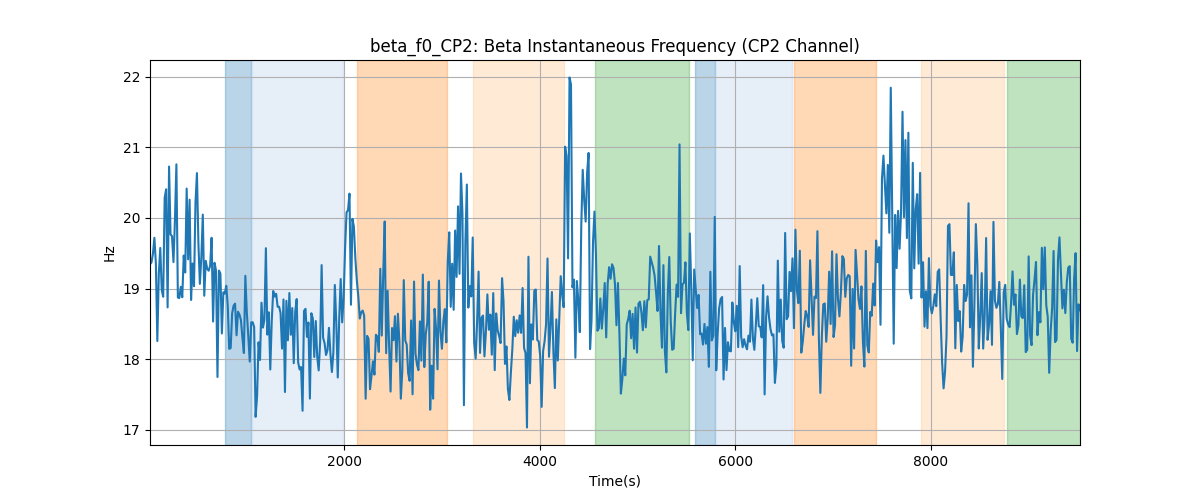 beta_f0_CP2: Beta Instantaneous Frequency (CP2 Channel)
22
21
20
19
18
17
Hz
2000 4000 6000 8000
Time(s)